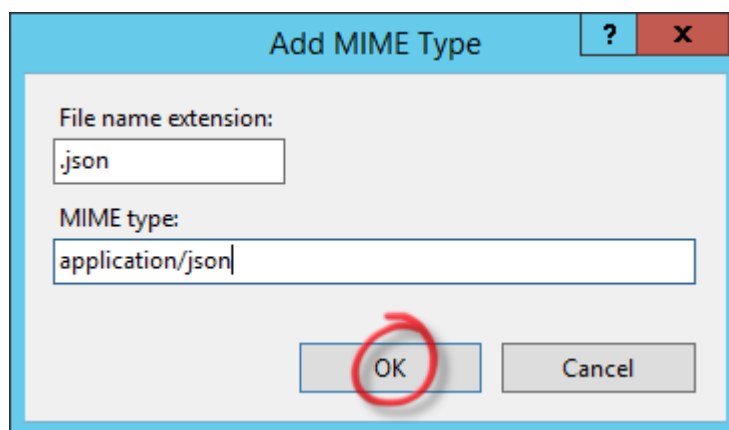 Add MIME Type
? x
File name extension:
.json
MIME type:
application/json
OK Cancel